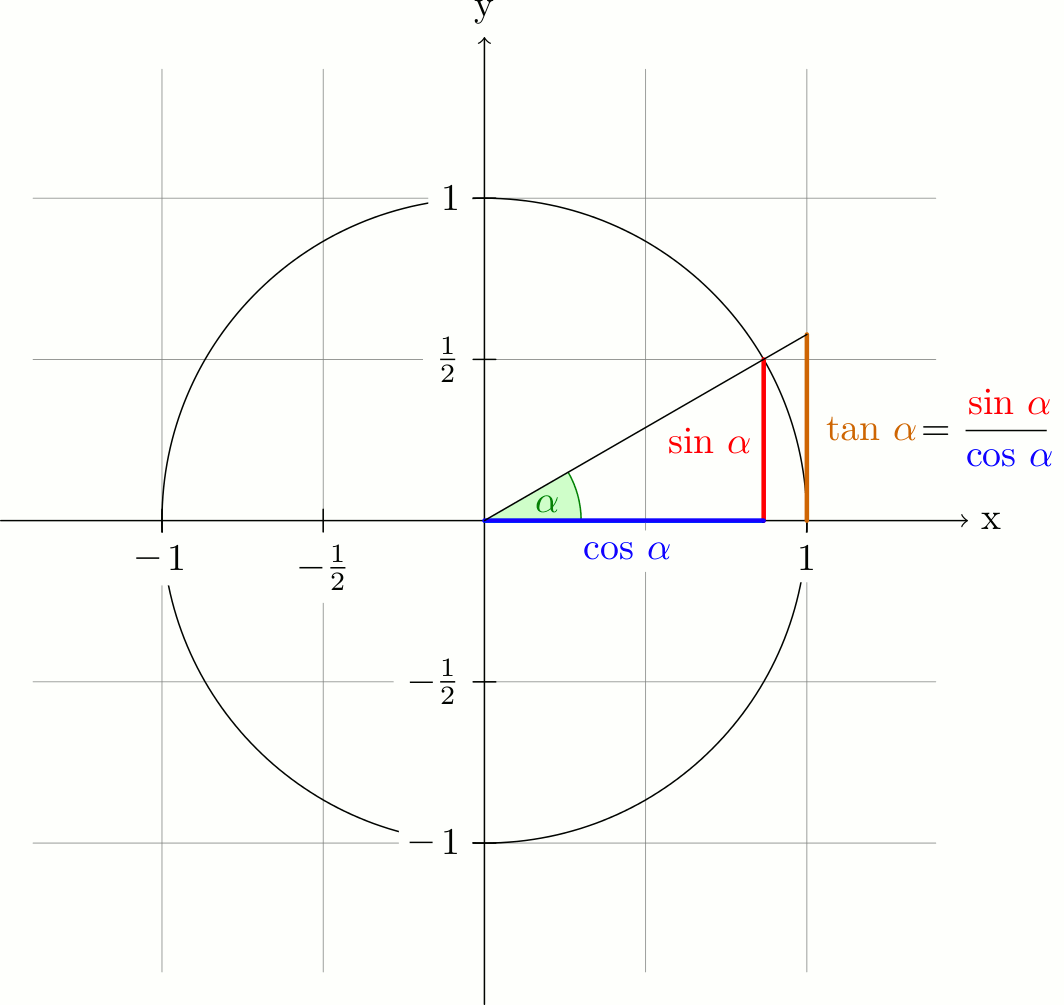 y
1
1/2
sin α
tan α = sin α / cos α
α
x
cos α
−1
−1/2
1
−1/2
−1